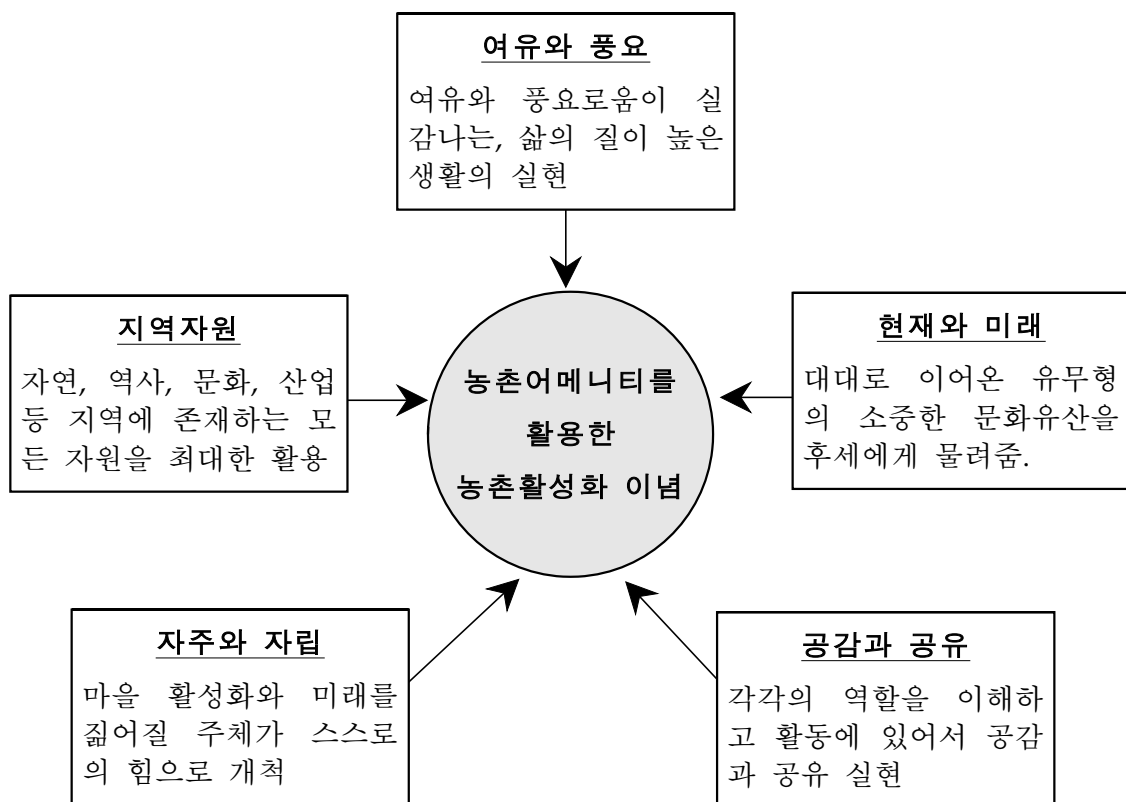 여유와 풍요
여유와 풍요로움이 실
감나는, 삶의 질이 높은
생활의 실현
지역자원
자연, 역사, 문화, 산업
등 지역에 존재하는 모
든 자원을 최대한 활용
농촌어메니티를
활용한
농촌활성화 이념
현재와 미래
대대로 이어온 유무형
의 소중한 문화유산을
후세에게 물려줌.
자주와 자립
마을 활성화와 미래를
짊어질 주체가 스스로
의 힘으로 개척
공감과 공유
각각의 역할을 이해하
고 활동에 있어서 공감
과 공유 실현